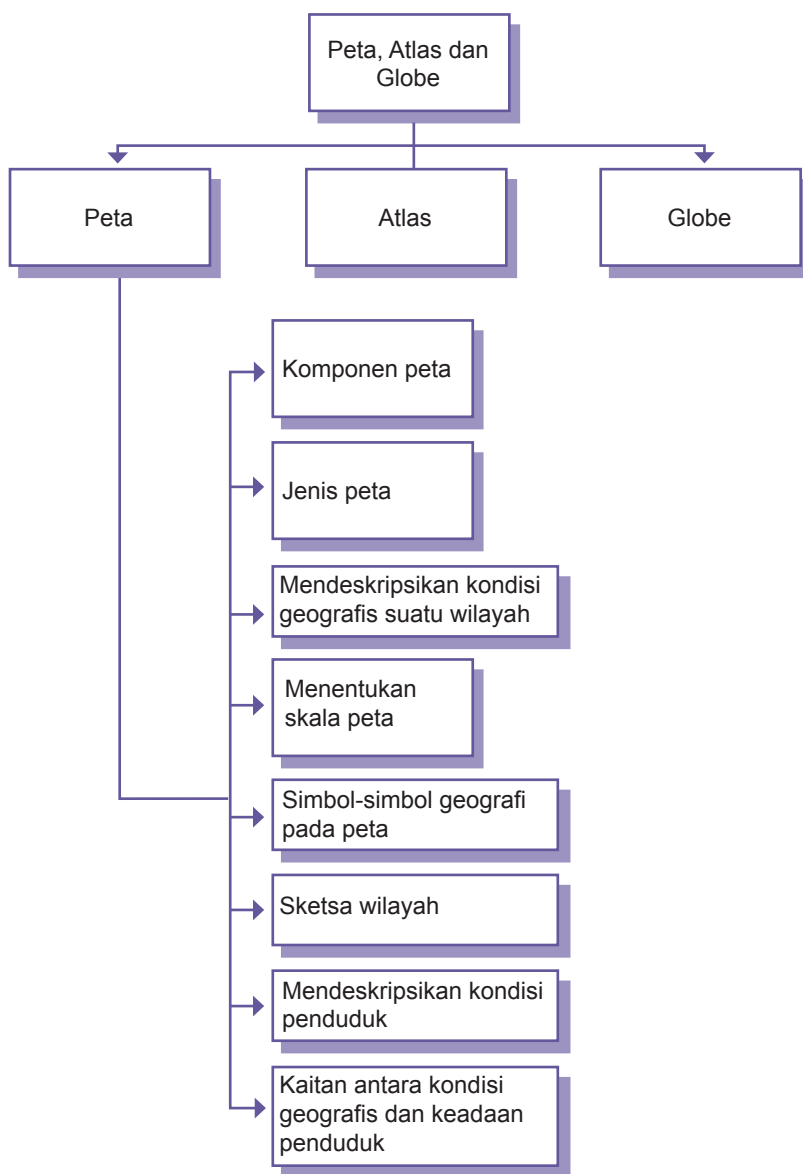 Peta, Atlas dan
Globe
Peta
Atlas
Globe
Komponen peta
Jenis peta
Mendeskripsikan kondisi
geografis suatu wilayah
Menentukan
skala peta
Simbol-simbol geografi
pada peta
Sketsa wilayah
Mendeskripsikan kondisi
penduduk
Kaitan antara kondisi
geografis dan keadaan
penduduk